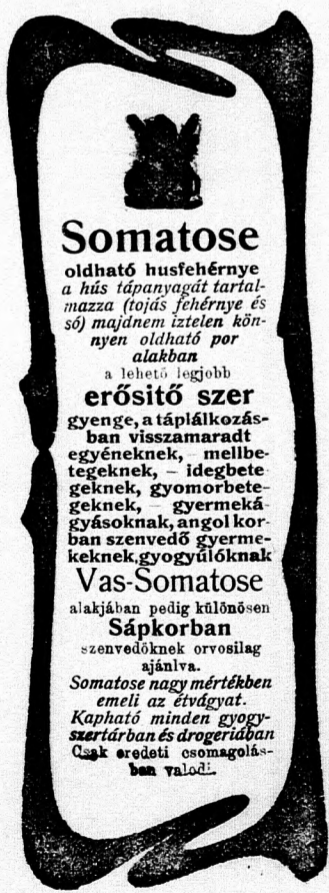 Somatose
oldható husfehérnye
a hús tápanyagát tartal-
mazza (tojás fehérnye és
só) majdnem íztelen kön-
nyen oldható por
alakban
a lehető legjobb
erősitő szer
gyenge, a táplálkozás-
ban visszamaradt
egyéneknek, mellbe-
tegeknek, – idegbete
geknek, gyomorbete-
geknek, – gyermeká
gyásoknak, angol kor-
ban szenvedő gyerme-
keknek, gyogyúlóknak
Vas-Somatose
alakjában pedig különösen
Sápkorban
szenvedőknek orvosilag
ajánlva.
Somatose nagy mértékben
emeli az étvágyat.
Kapható minden gyogy-
szertárban és drogeriában
Csak eredeti csomagolás-
ban valodi.